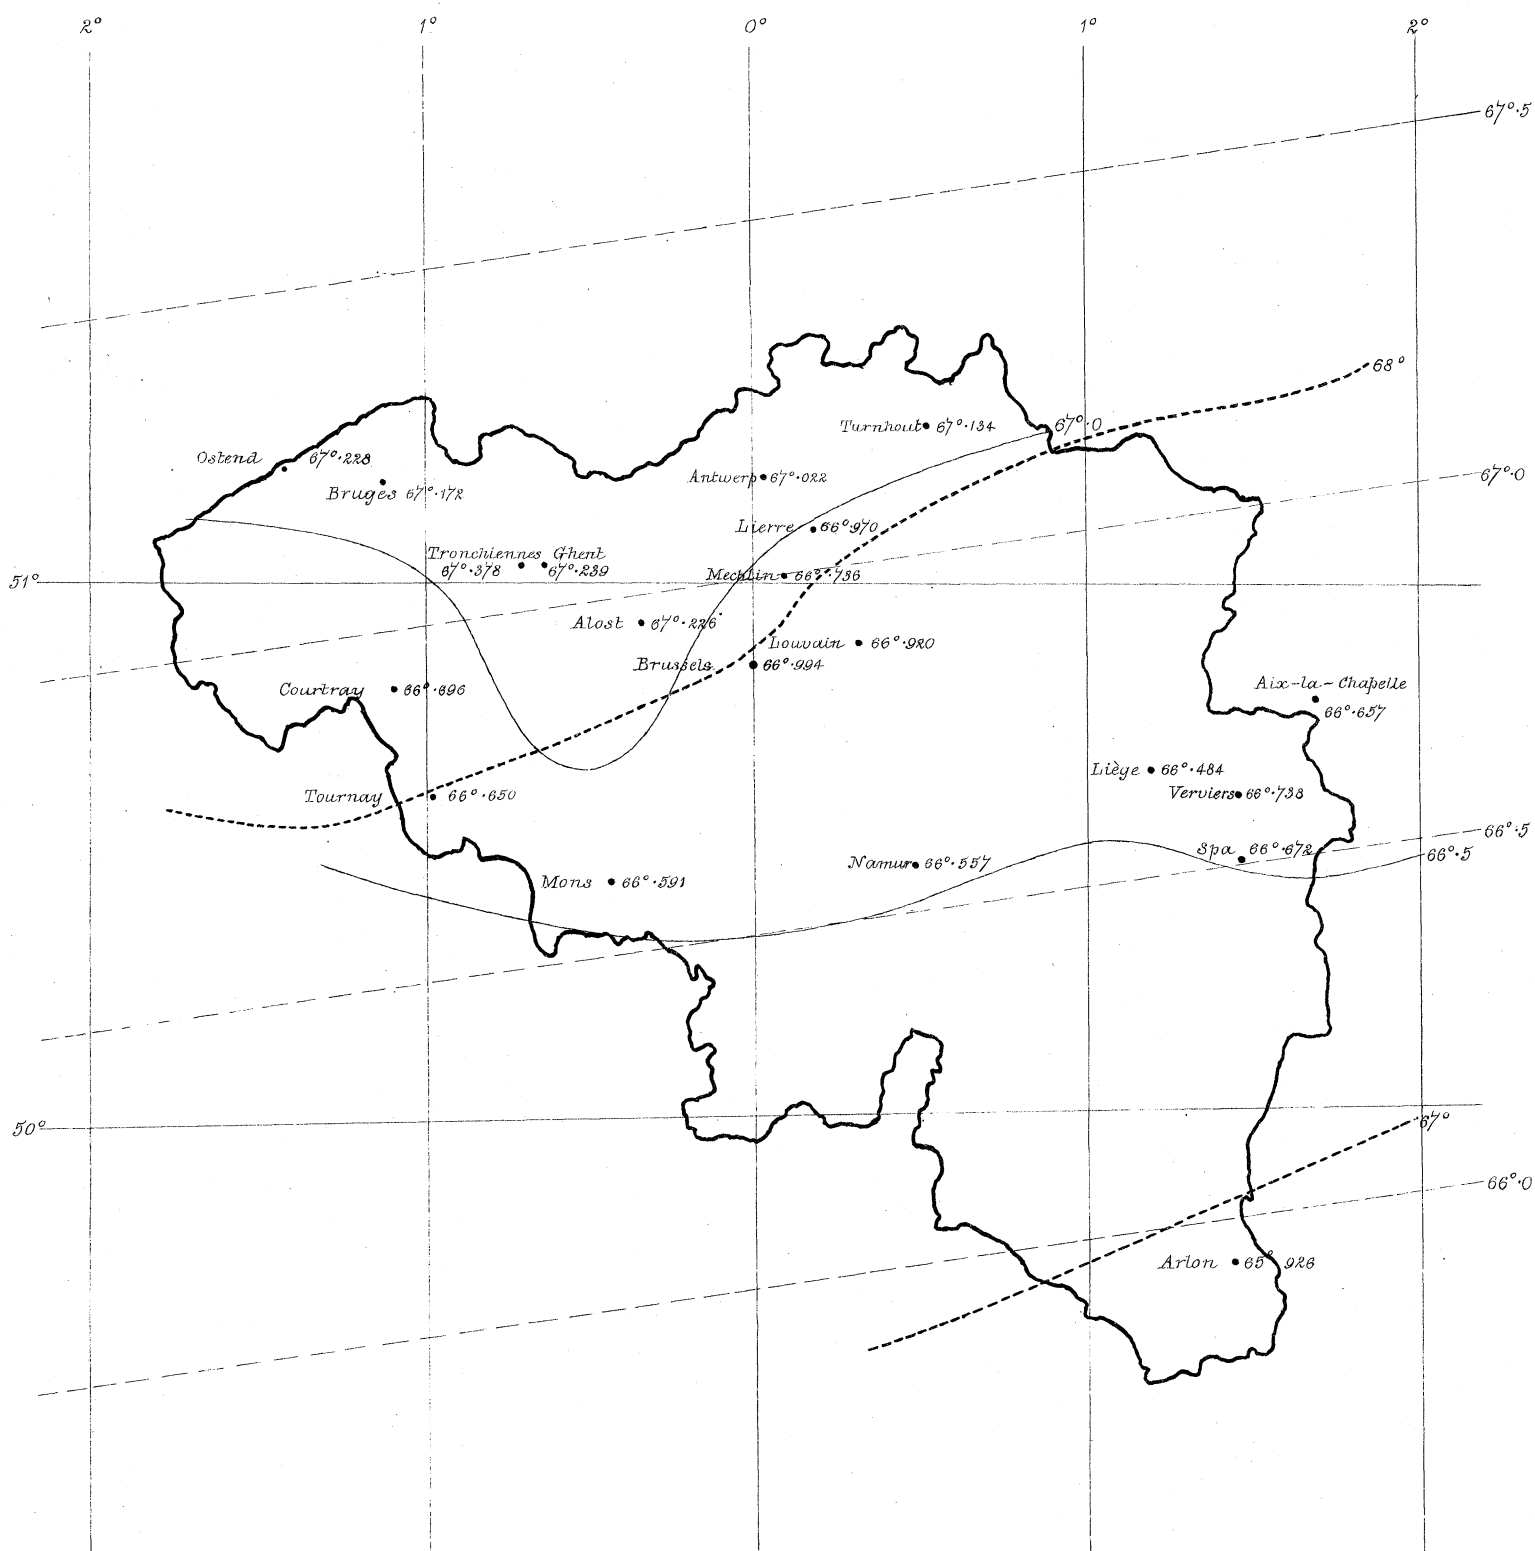 2° 1° 0° 1° 2°
67°·5
68°
Turnhout 67°·134
67°·0
Ostend 67°·228
67°·0
Antwerp 67°·022
Bruges 67°·172
Lierre 66°·970
Tronchiennes Ghent
67°·378 67°·239
Mechlin 66°·736
51°
Alost 67°·226
Louvain 66°·920
Brussels 66°·994
Courtray 66°·696
Aix-la-Chapelle
66°·657
Liège 66°·484
Verviers 66°·738
Tournay 66°·650
66°·5
Spa 66°·672
66°·5
Namur 66°·557
Mons 66°·591
67°
50°
66°·0
Arlon 65°·926